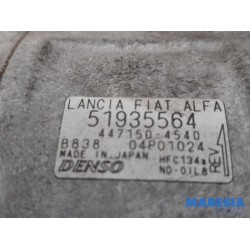 LANCIA FIAT ALFA
51935564
447150-4540
B838 04P01024
MADE IN JAPAN HFC134a
DENSO ND-OIL8
REV